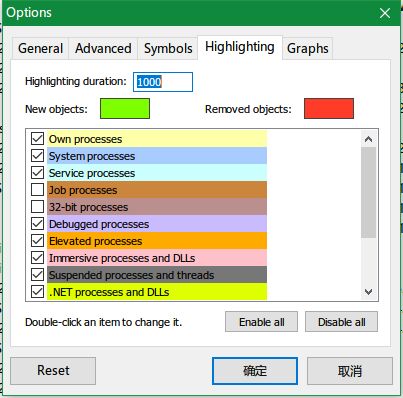 Options
General Advanced Symbols Highlighting Graphs
Highlighting duration: 1000
New objects: Removed objects:
Own processes
System processes
Service processes
Job processes
32-bit processes
Debugged processes
Elevated processes
Immersive processes and DLLs
Suspended processes and threads
.NET processes and DLLs
Double-click an item to change it. Enable all Disable all
Reset 确定 取消